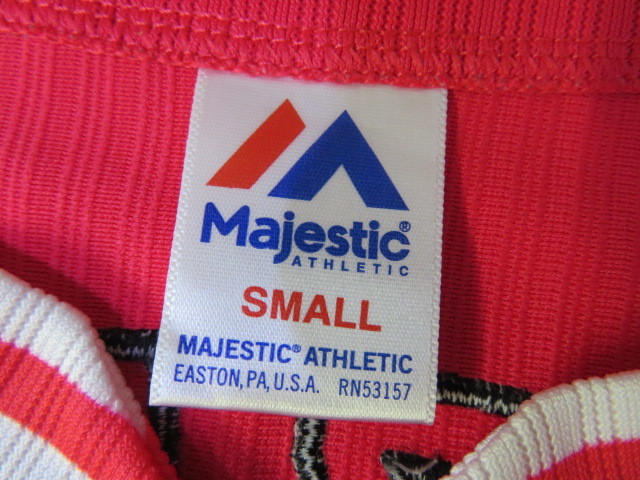 Majestic®
ATHLETIC
SMALL
MAJESTIC® ATHLETIC
EASTON, PA, U.S.A. RN53157